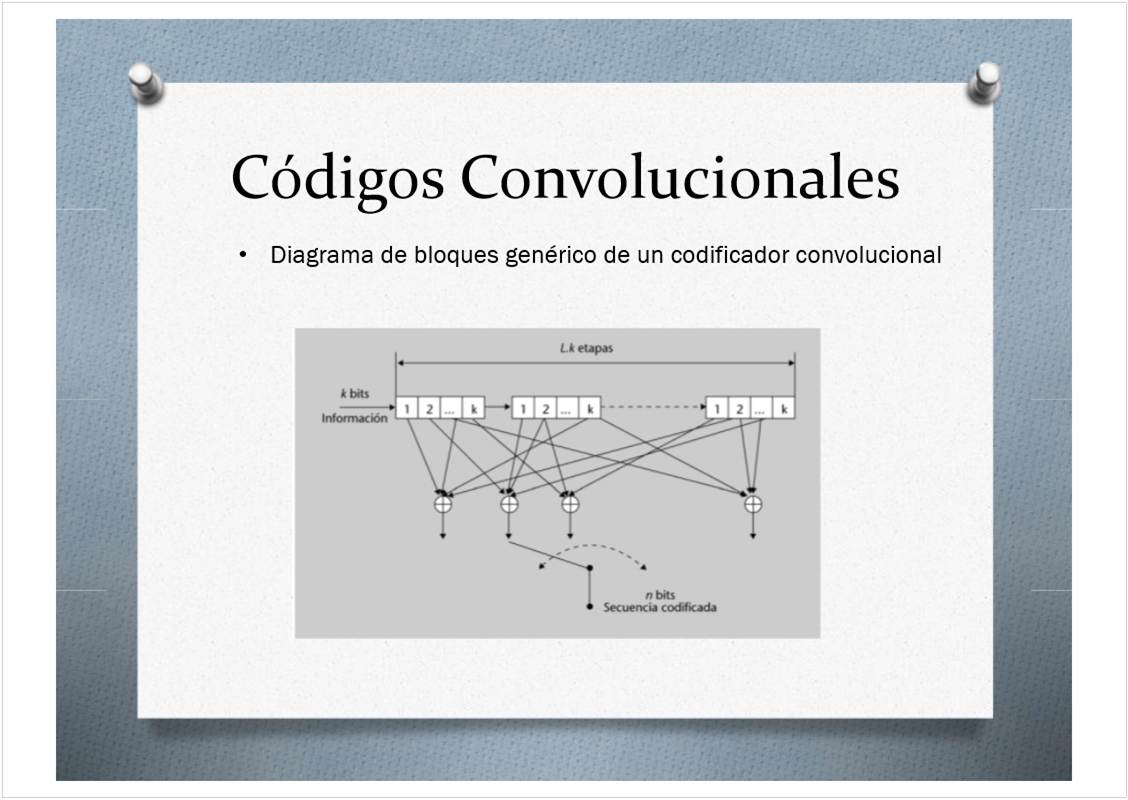 Códigos Convolucionales
• Diagrama de bloques genérico de un codificador convolucional
L.k etapas
k bits
Información
1 2 ... k 1 2 ... k 1 2 ... k
n bits
Secuencia codificada